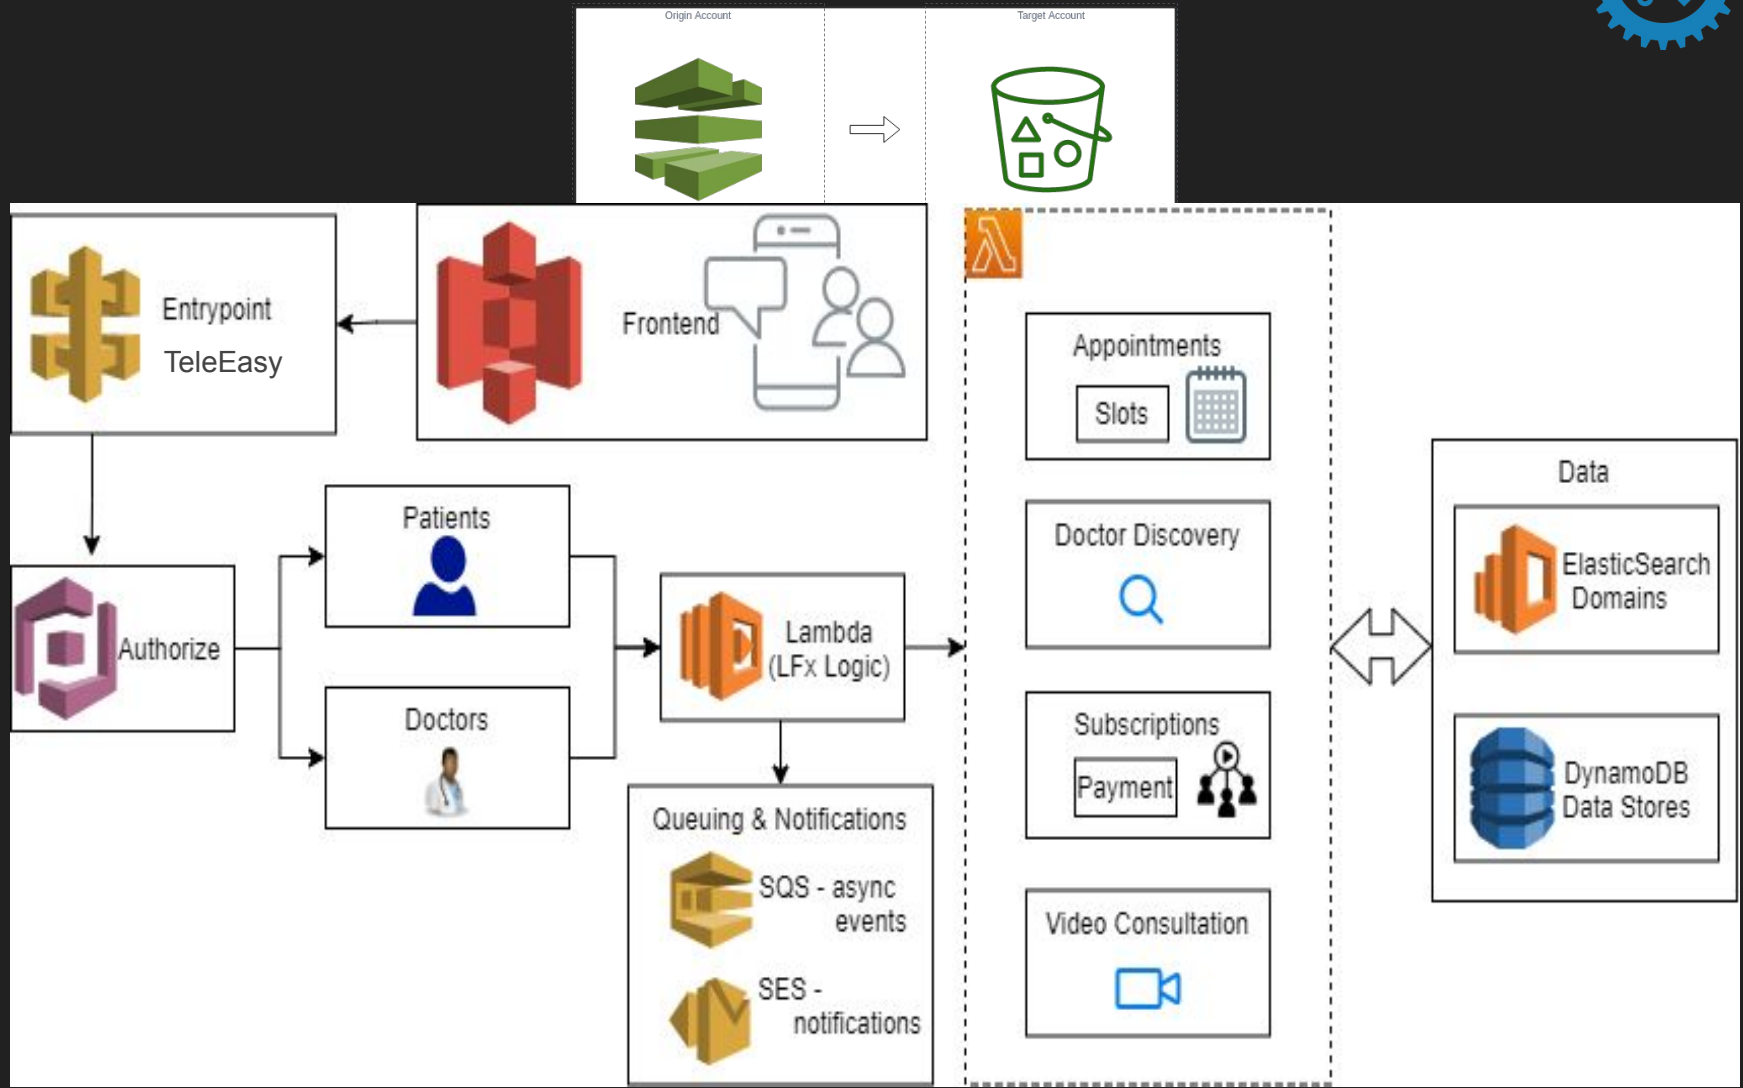 Origin Account
Target Account
Entrypoint
TeleEasy
Frontend
Appointments
Slots
Patients
Doctor Discovery
Data
ElasticSearch
Domains
Authorize
Lambda
(LFx Logic)
Doctors
Subscriptions
Payment
DynamoDB
Data Stores
Queuing & Notifications
SQS - async
events
Video Consultation
SES -
notifications